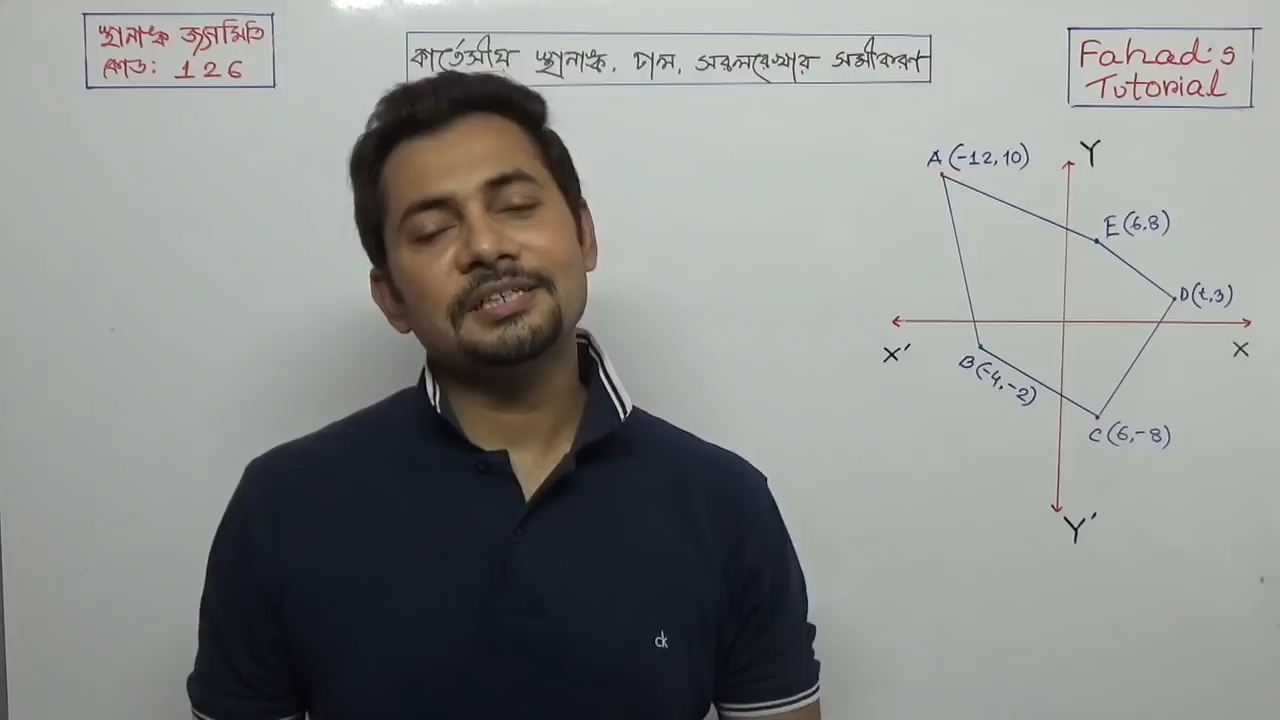 স্থানাঙ্ক জ্যামিতি
কোড: 126
কার্তেসীয় স্থানাঙ্ক, ঢাল, সরলরেখার সমীকরণ
Fahad's
Tutorial
Y
A (-12, 10)
E (6,8)
D (t, 3)
X'
X
B (-4, -2)
C (6, -8)
Y'
ck